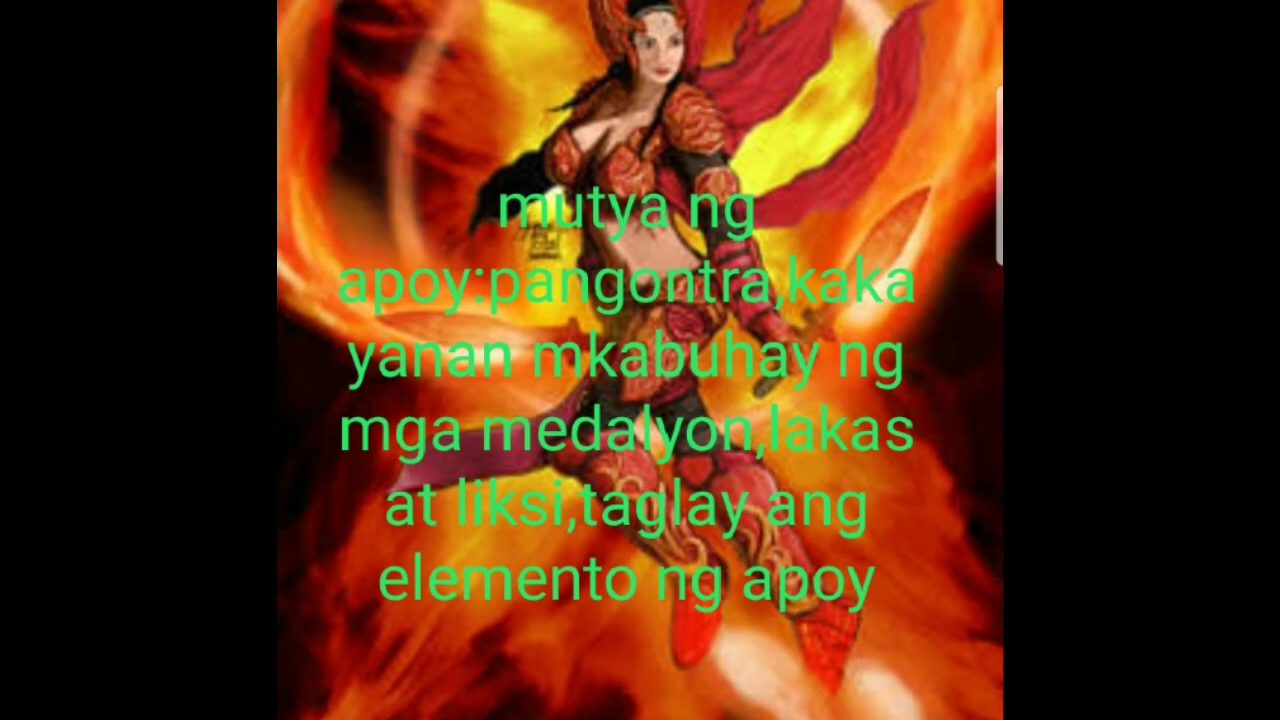 mutya ng
apoy:pangontra,kaka
yanan mkabuhay ng
mga medalyon,lakas
at liksi,taglay ang
elemento ng apoy